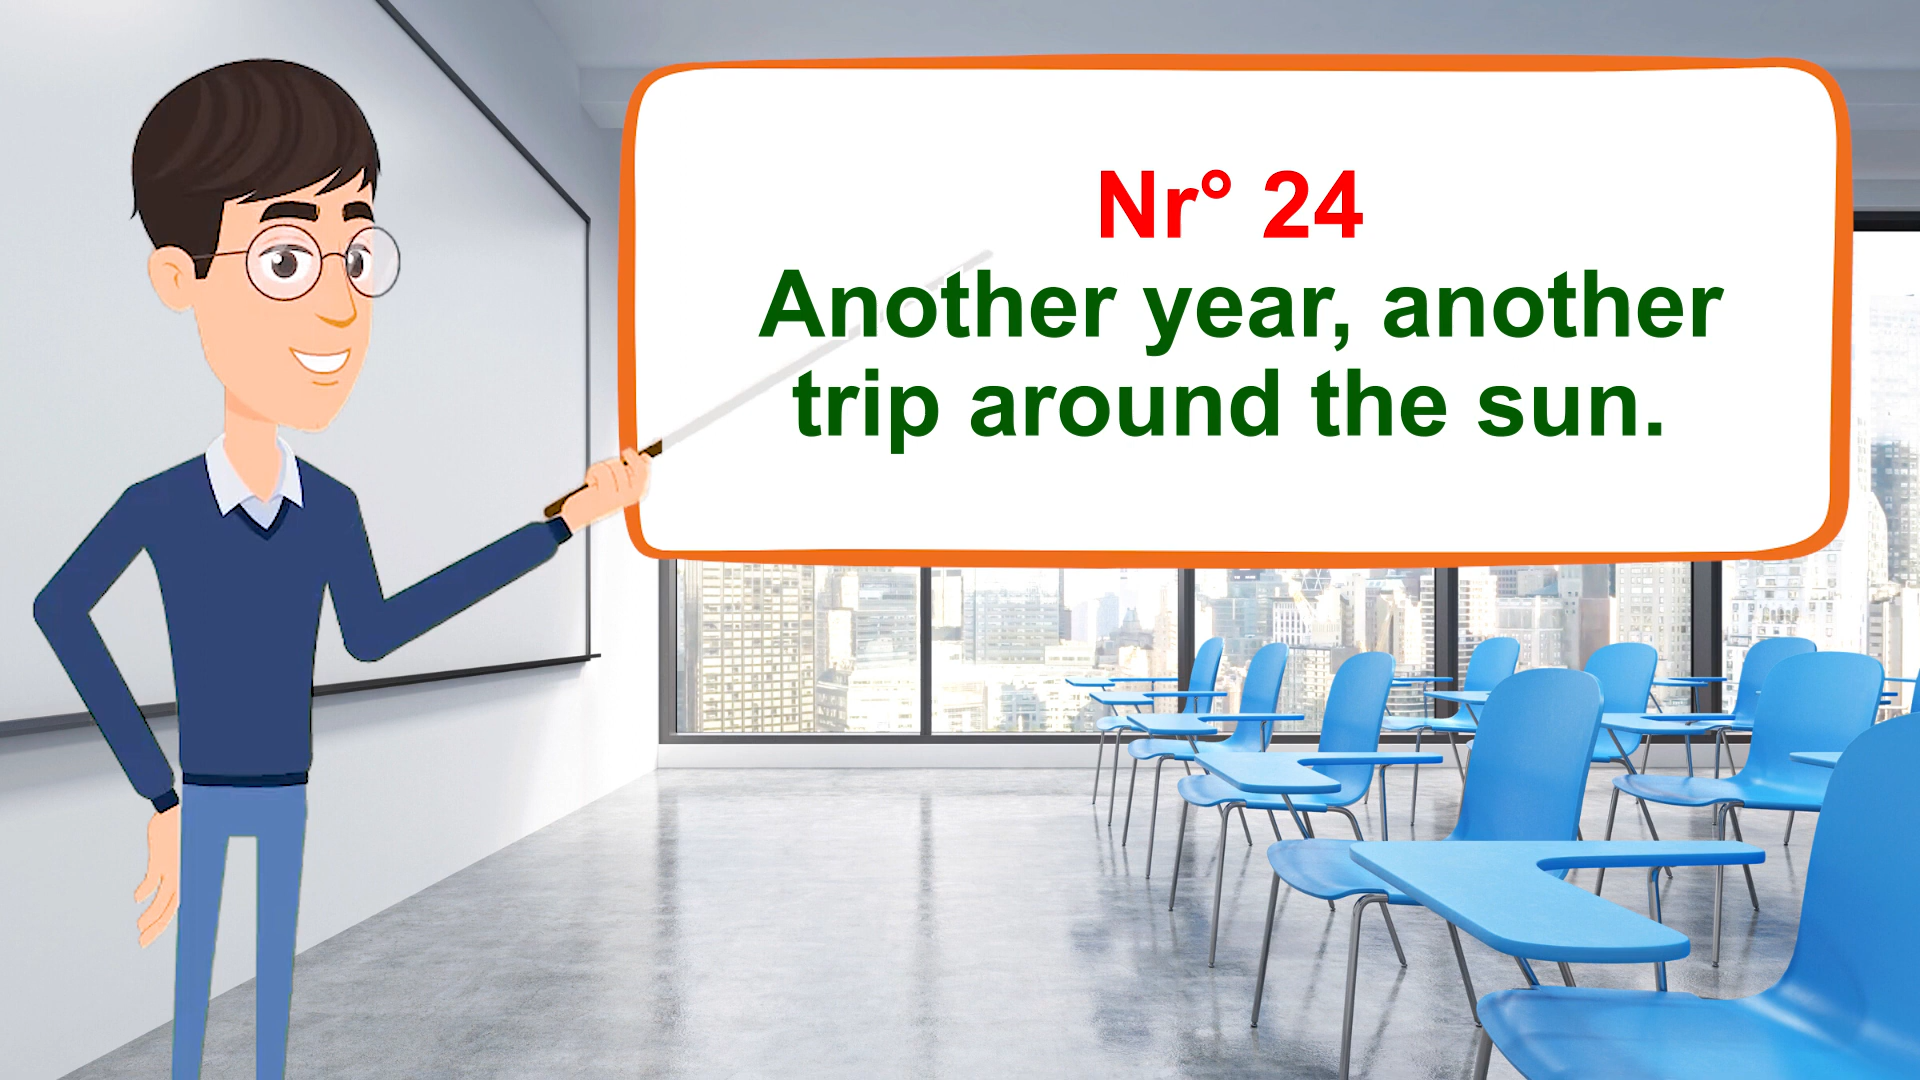 Nr° 24
Another year, another
trip around the sun.